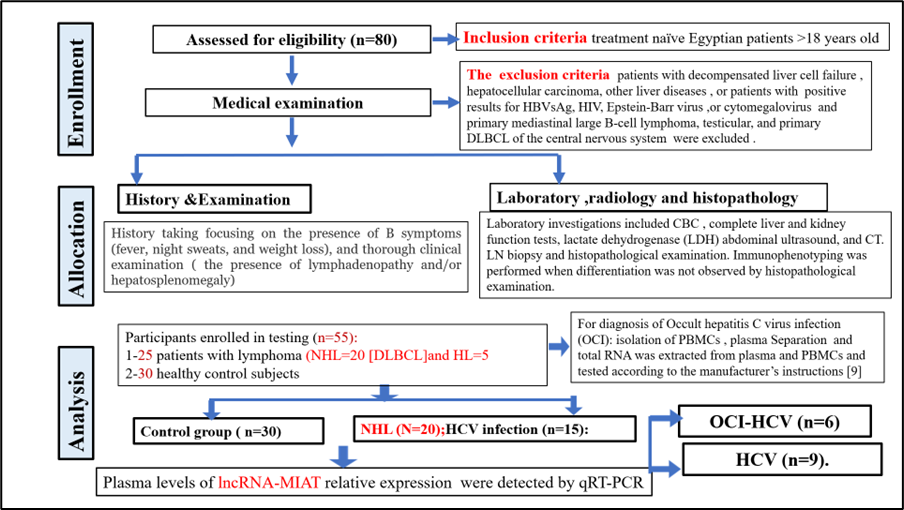 Enrollment
Assessed for eligibility (n=80)
Inclusion criteria treatment naïve Egyptian patients >18 years old
Medical examination
The exclusion criteria patients with decompensated liver cell failure ,
hepatocellular carcinoma, other liver diseases , or patients with positive
results for HBVsAg, HIV, Epstein-Barr virus ,or cytomegalovirus and
primary mediastinal large B-cell lymphoma, testicular, and primary
DLBCL of the central nervous system were excluded .
Allocation
History &Examination
History taking focusing on the presence of B symptoms
(fever, night sweats, and weight loss), and thorough clinical
examination ( the presence of lymphadenopathy and/or
hepatosplenomegaly)
Laboratory ,radiology and histopathology
Laboratory investigations included CBC , complete liver and kidney
function tests, lactate dehydrogenase (LDH) abdominal ultrasound, and CT.
LN biopsy and histopathological examination. Immunophenotyping was
performed when differentiation was not observed by histopathological
examination.
Analysis
Participants enrolled in testing (n=55):
1-25 patients with lymphoma (NHL=20 [DLBCL]and HL=5
2-30 healthy control subjects
For diagnosis of Occult hepatitis C virus infection
(OCI): isolation of PBMCs , plasma Separation and
total RNA was extracted from plasma and PBMCs and
tested according to the manufacturer's instructions [9]
Control group ( n=30)
NHL (N=20);HCV infection (n=15):
OCI-HCV (n=6)
HCV (n=9).
Plasma levels of lncRNA-MIAT relative expression were detected by qRT-PCR